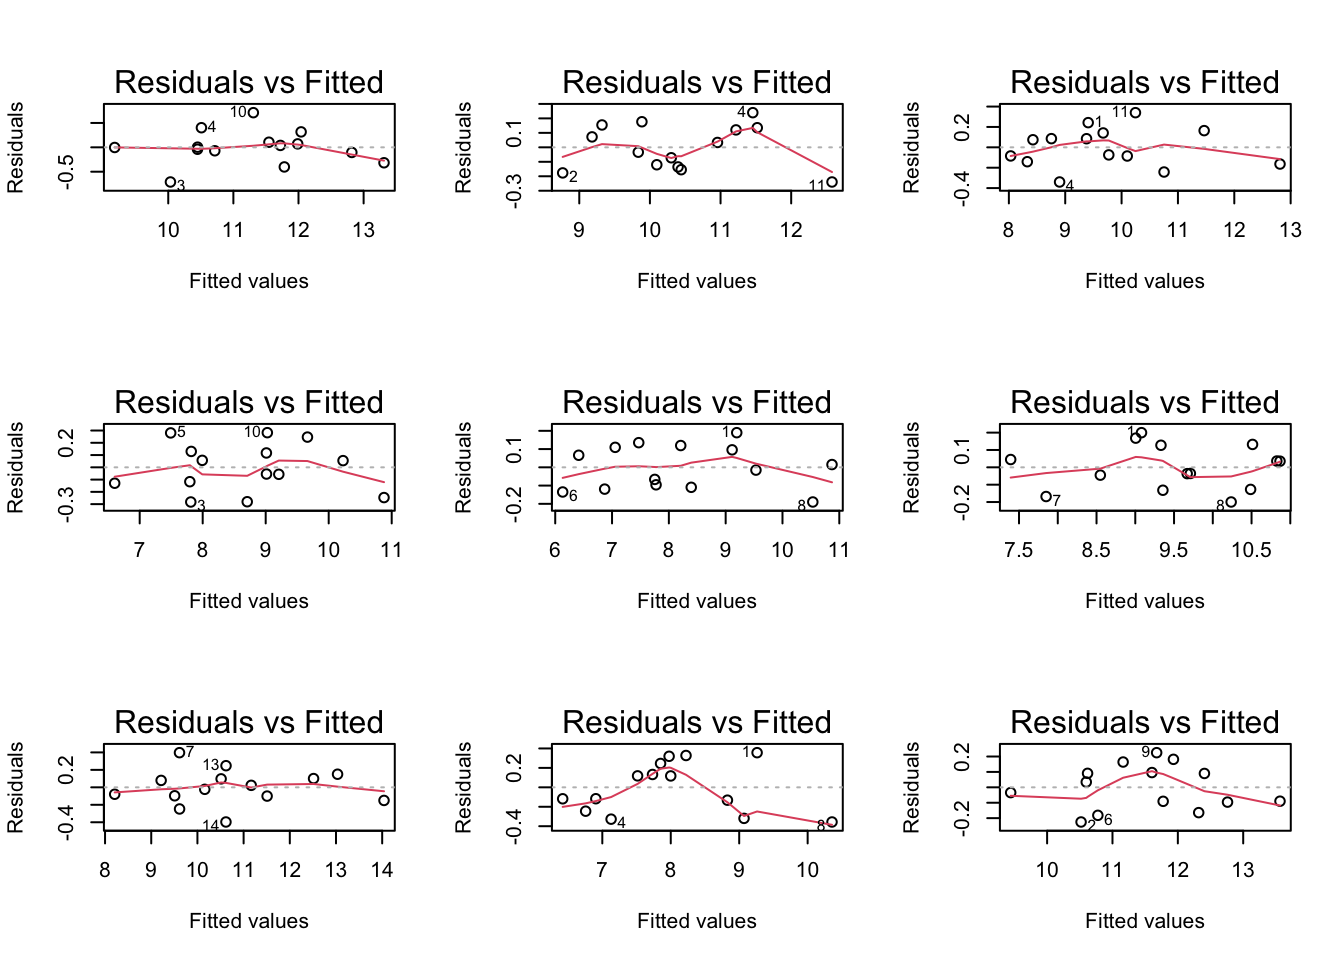 Residuals vs Fitted
Residuals
-0.5
10
4
3
10 11 12 13
Fitted values
Residuals vs Fitted
Residuals
0.1
-0.3
4
2
11
9 10 11 12
Fitted values
Residuals vs Fitted
Residuals
0.2
-0.4
11
1
4
8 9 10 11 12 13
Fitted values
Residuals vs Fitted
Residuals
0.2
-0.3
5
10
3
7 8 9 10 11
Fitted values
Residuals vs Fitted
Residuals
0.1
-0.2
6
8
6 7 8 9 10 11
Fitted values
Residuals vs Fitted
Residuals
0.1
-0.2
7
8
7.5 8.5 9.5 10.5
Fitted values
Residuals vs Fitted
Residuals
0.2
-0.4
7
13
14
8 9 10 11 12 13 14
Fitted values
Residuals vs Fitted
Residuals
0.2
-0.4
4
8
7 8 9 10
Fitted values
Residuals vs Fitted
Residuals
0.2
-0.2
9
2
6
10 11 12 13
Fitted values